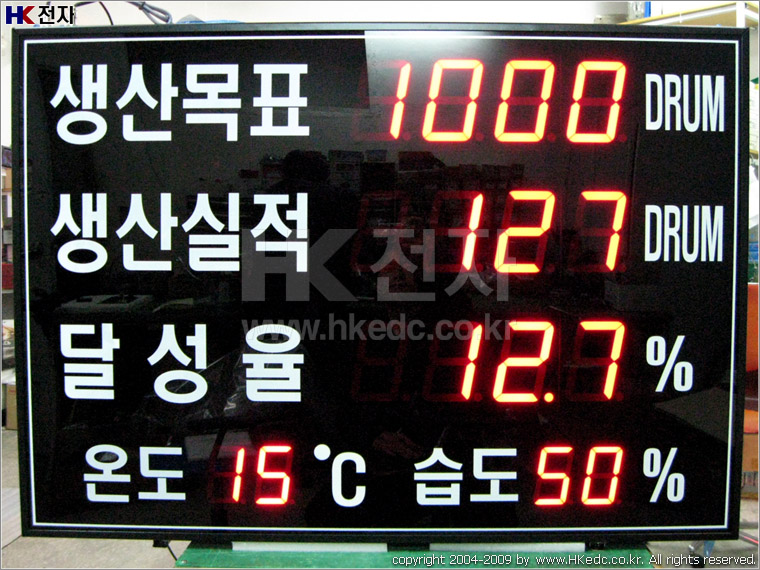 HK전자
생산목표 1000 DRUM
생산실적 127 DRUM
HK전자
www.hkedc.co.kr
달성율 12.7 %
온도 15 °C 습도 50 %
copyright 2004-2009 by www.HKedc.co.kr. All rights reserved.